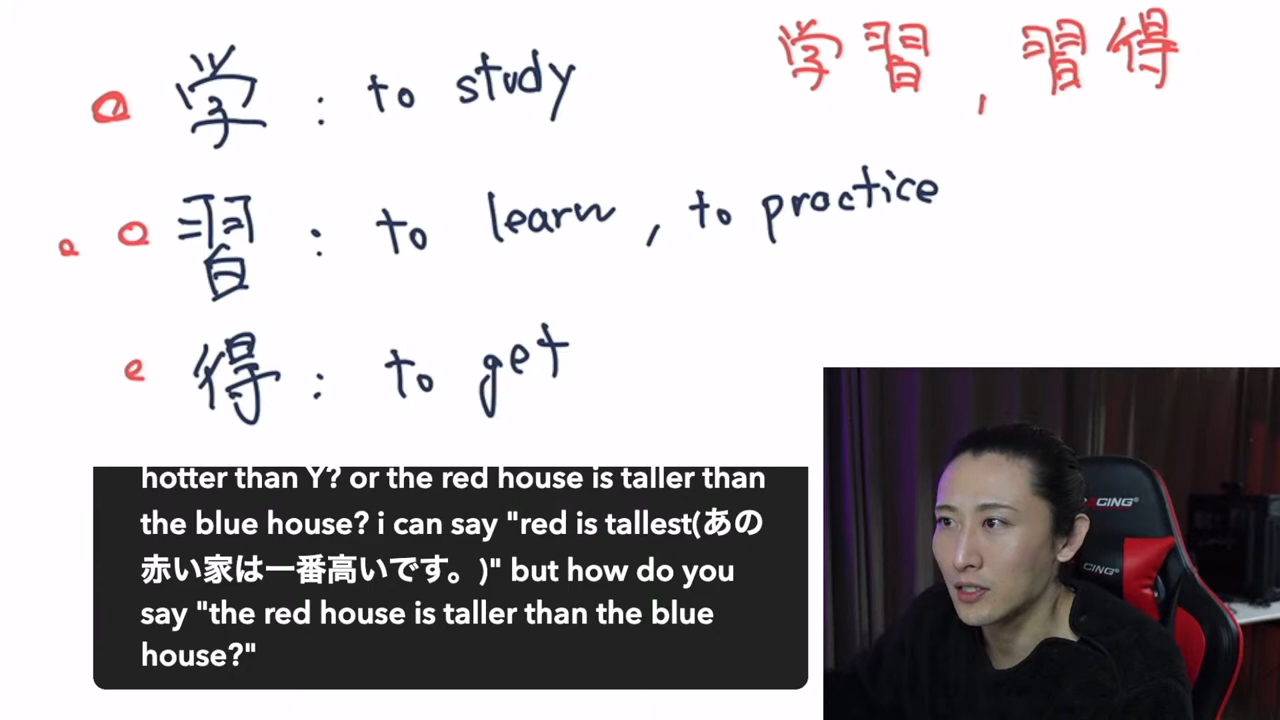 学 : to study
学習 , 習得
習 : to learn , to practice
得 : to get
hotter than Y? or the red house is taller than
the blue house? i can say "red is tallest(あの
赤い家は一番高いです。)" but how do you
say "the red house is taller than the blue
house?"
CING